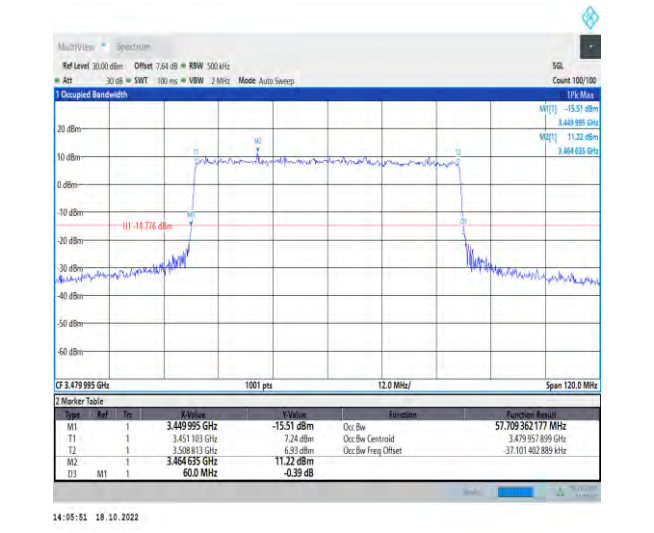 MultiView Spectrum
Ref Level 30.00 dBm Offset 7.64 dB RBW 500 kHz SGL
Att 30 dB SWT 100 ms VBW 2 MHz Mode Auto Sweep Count 100/100
1 Occupied Bandwidth 1Pk Max
M1[1] -15.51 dBm
3.449 995 GHz
M2[1] 11.22 dBm
3.464 635 GHz
20 dBm
M2
T1 T2
10 dBm
0 dBm
-10 dBm
M1
H1 -14.776 dBm D3
-20 dBm
-30 dBm
-40 dBm
-50 dBm
-60 dBm
CF 3.479 995 GHz 1001 pts 12.0 MHz/ Span 120.0 MHz
2 Marker Table
Type Ref Trc X-Value Y-Value Function Function Result
M1 1 3.449 995 GHz -15.51 dBm Occ Bw 57.709 362 177 MHz
T1 1 3.451 103 GHz 7.24 dBm Occ Bw Centroid 3.479 957 899 GHz
T2 1 3.508 813 GHz 6.93 dBm Occ Bw Freq Offset -37.101 402 889 kHz
M2 1 3.464 635 GHz 11.22 dBm
D3 M1 1 60.0 MHz -0.39 dB
14:05:51 18.10.2022